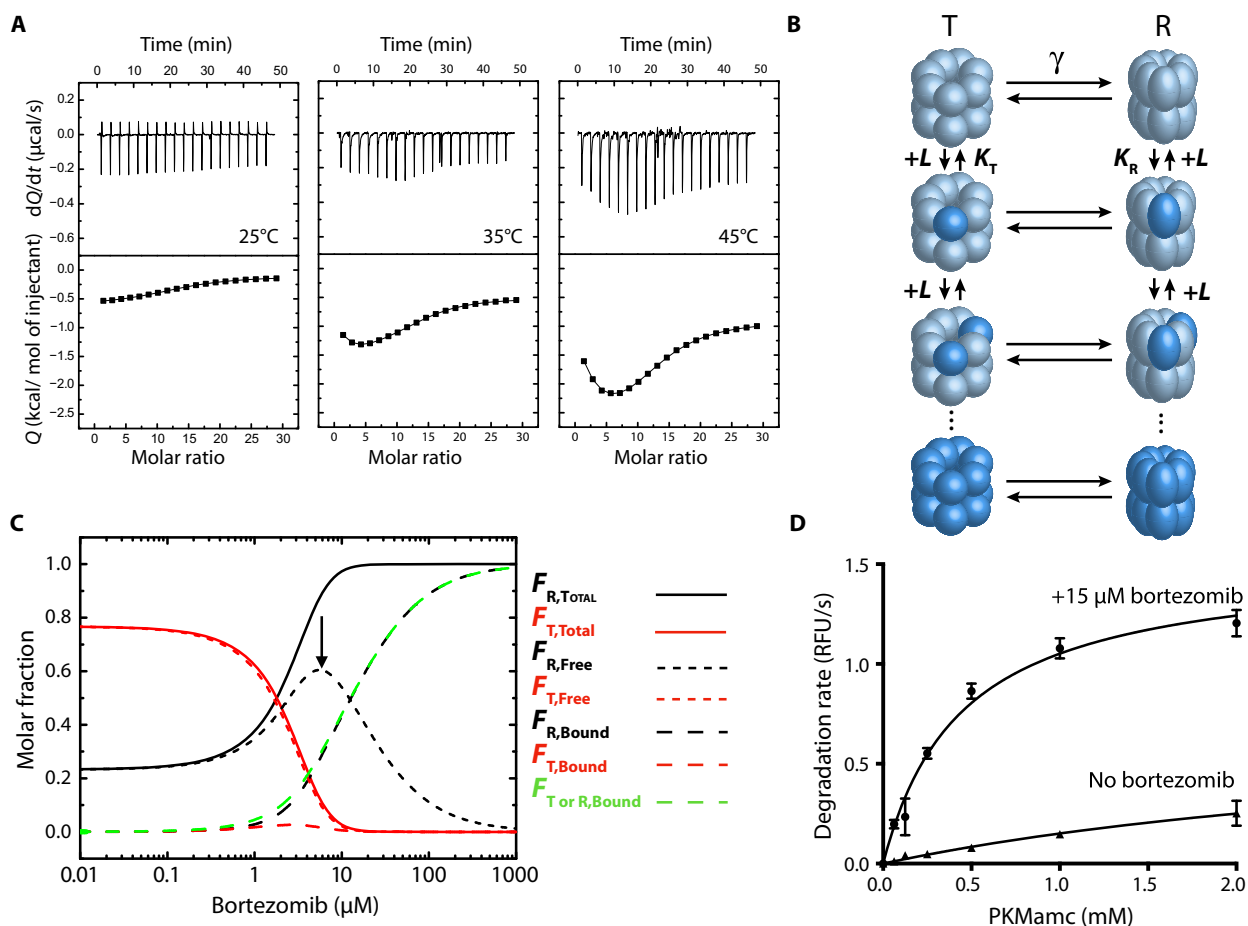 A
Time (min)
Time (min)
Time (min)
0 10 20 30 40 50
0 10 20 30 40 50
0 10 20 30 40 50
dQ/dt (μcal/s)
0.2
0.0
−0.2
−0.4
−0.6
25°C
35°C
45°C
Q (kcal/ mol of injectant)
0.0
−0.5
−1.0
−1.5
−2.0
−2.5
0 5 10 15 20 25 30
0 5 10 15 20 25 30
0 5 10 15 20 25 30
Molar ratio
Molar ratio
Molar ratio
B
T R
γ
+L K_T K_R +L
+L +L
C
Molar fraction
1.0
0.8
0.6
0.4
0.2
0.0
0.01 0.1 1 10 100 1000
Bortezomib (μM)
F R,TOTAL
F T,Total
F R,Free
F T,Free
F R,Bound
F T,Bound
F T or R,Bound
D
Degradation rate (RFU/s)
1.5
1.0
0.5
0.0
+15 μM bortezomib
No bortezomib
0.0 0.5 1.0 1.5 2.0
PKMamc (mM)